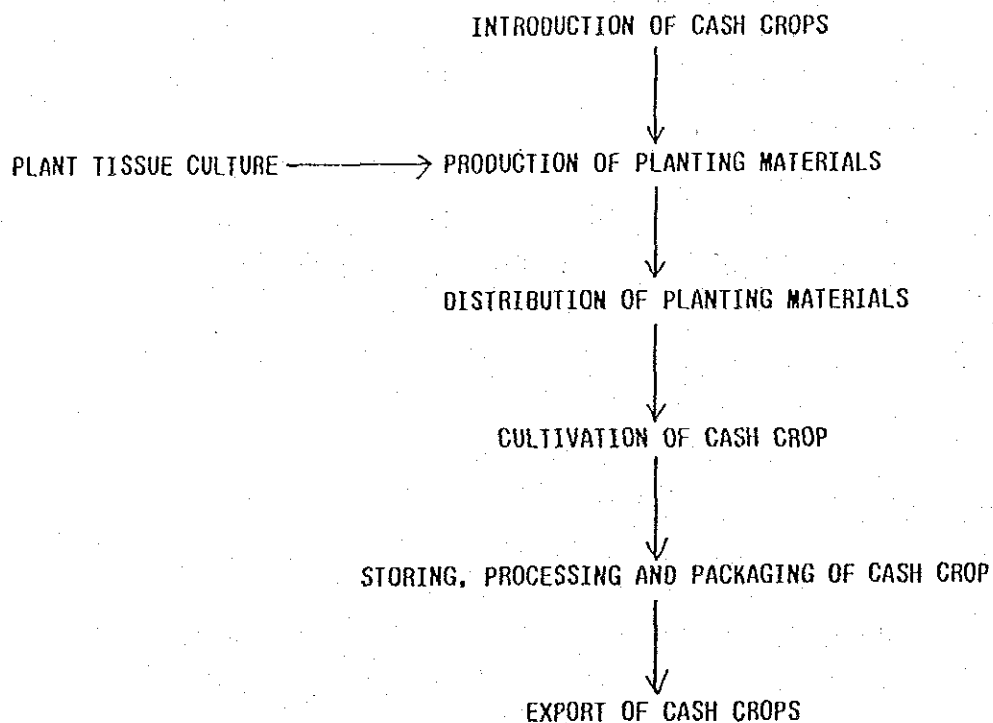 INTRODUCTION OF CASH CROPS
PLANT TISSUE CULTURE
PRODUCTION OF PLANTING MATERIALS
DISTRIBUTION OF PLANTING MATERIALS
CULTIVATION OF CASH CROP
STORING, PROCESSING AND PACKAGING OF CASH CROP
EXPORT OF CASH CROPS